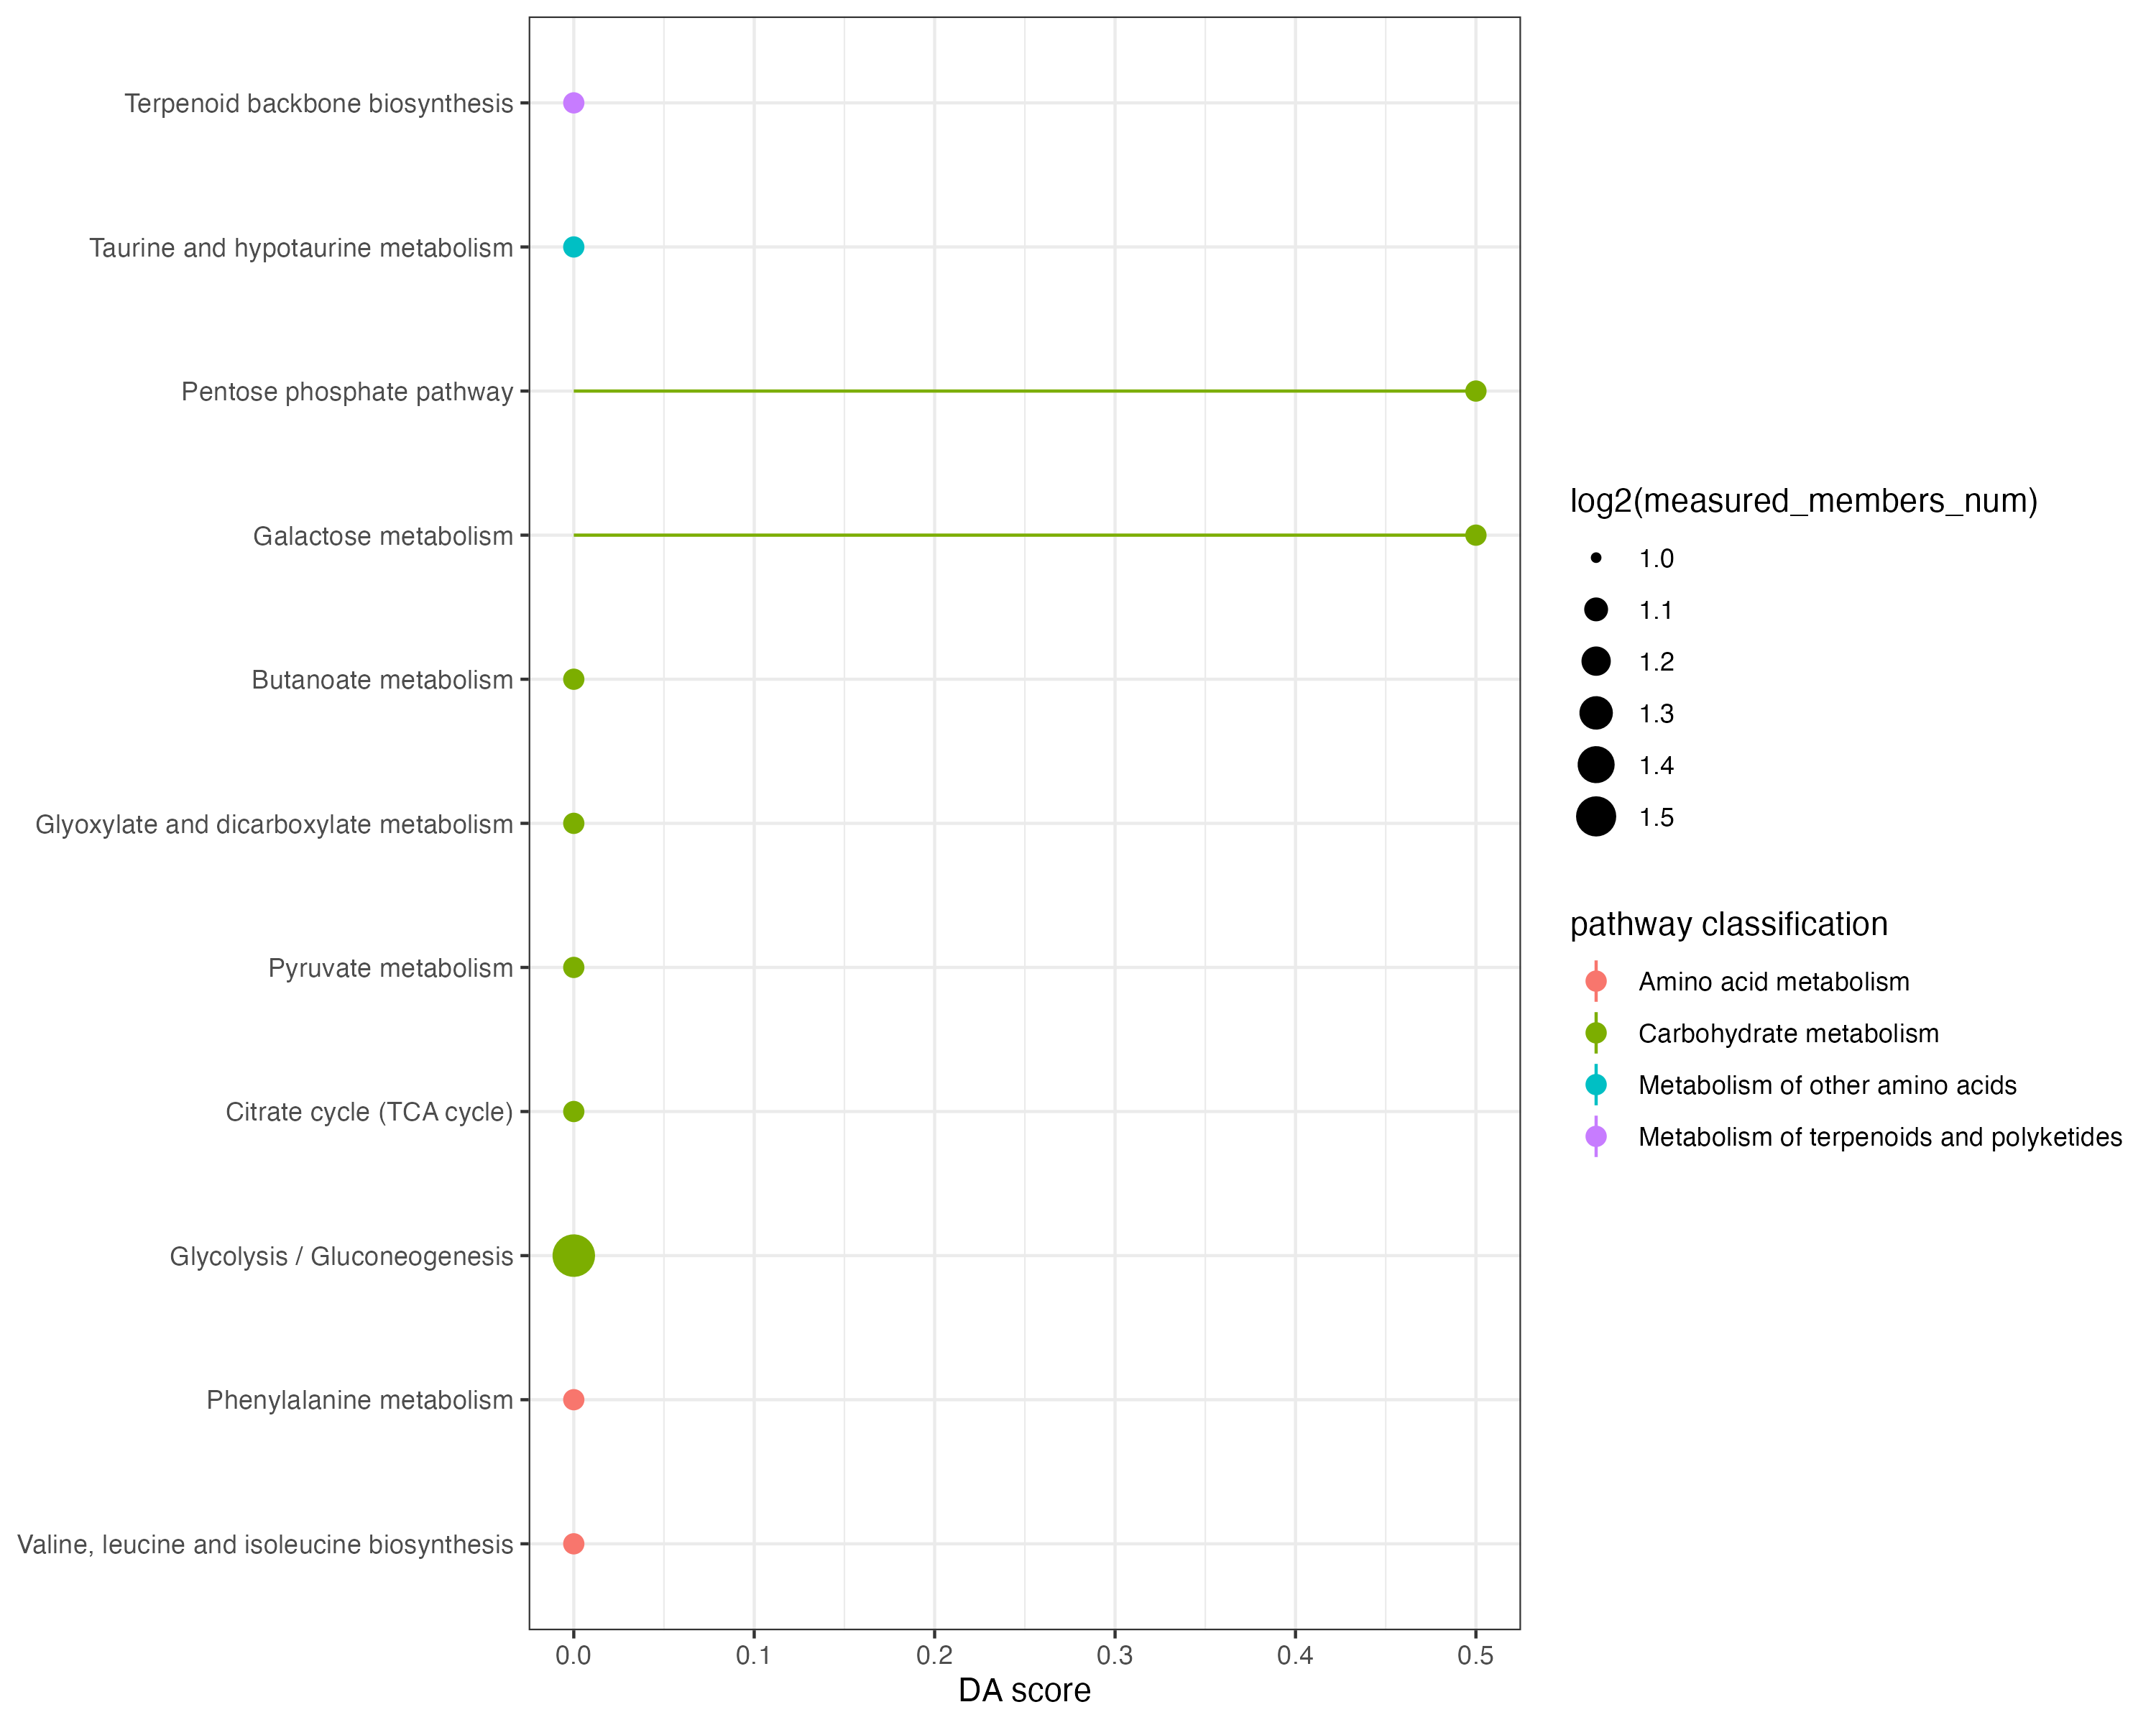 Terpenoid backbone biosynthesis
Taurine and hypotaurine metabolism
Pentose phosphate pathway
Galactose metabolism
Butanoate metabolism
Glyoxylate and dicarboxylate metabolism
Pyruvate metabolism
Citrate cycle (TCA cycle)
Glycolysis / Gluconeogenesis
Phenylalanine metabolism
Valine, leucine and isoleucine biosynthesis
0.0 0.1 0.2 0.3 0.4 0.5
DA score
log2(measured_members_num)
1.0
1.1
1.2
1.3
1.4
1.5
pathway classification
Amino acid metabolism
Carbohydrate metabolism
Metabolism of other amino acids
Metabolism of terpenoids and polyketides